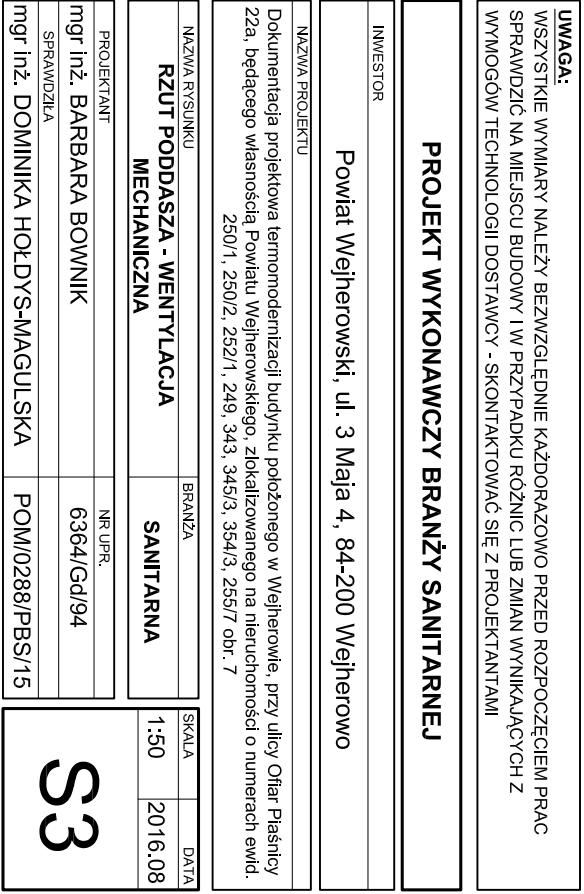 UWAGA:
WSZYSTKIE WYMIARY NALEŻY BEZWZGLĘDNIE KAŻDORAZOWO PRZED ROZPOCZĘCIEM PRAC
SPRAWDZIĆ NA MIEJSCU BUDOWY I W PRZYPADKU RÓŻNIC LUB ZMIAN WYNIKAJĄCYCH Z
WYMOGÓW TECHNOLOGII DOSTAWCY - SKONTAKTOWAĆ SIĘ Z PROJEKTANTAMI
PROJEKT WYKONAWCZY BRANŻY SANITARNEJ
INWESTOR
Powiat Wejherowski, ul. 3 Maja 4, 84-200 Wejherowo
NAZWA PROJEKTU
Dokumentacja projektowa termomodernizacji budynku położonego w Wejherowie, przy ulicy Ofiar Piaśnicy
22a, będącego własnością Powiatu Wejherowskiego, zlokalizowanego na nieruchomości o numerach ewid.
250/1, 250/2, 252/1, 249, 343, 345/3, 354/3, 255/7 obr. 7
NAZWA RYSUNKU
RZUT PODDASZA - WENTYLACJA
MECHANICZNA
BRANŻA
SANITARNA
SKALA
1:50
DATA
2016.08
PROJEKTANT
mgr inż. BARBARA BOWNIK
NR UPR.
6364/Gd/94
SPRAWDZIŁA
mgr inż. DOMINIKA HOŁDYS-MAGULSKA
POM/0288/PBS/15
S3